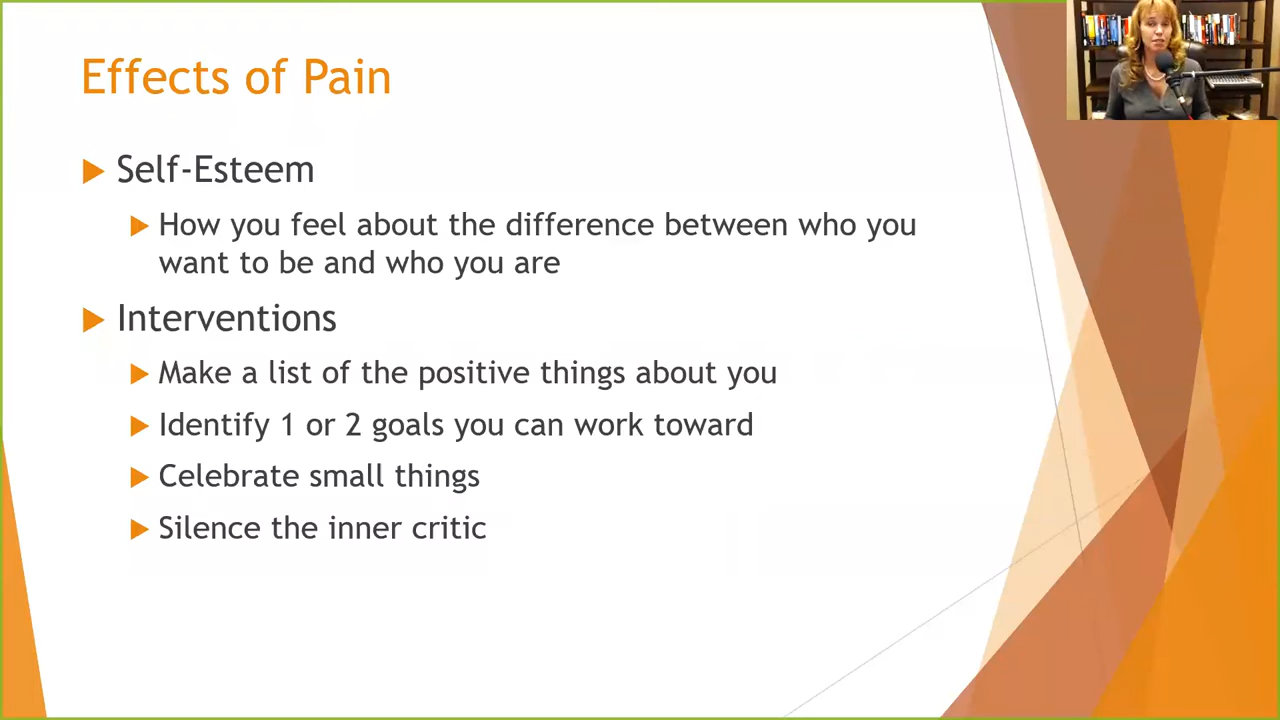 Effects of Pain
Self-Esteem
How you feel about the difference between who you
want to be and who you are
Interventions
Make a list of the positive things about you
Identify 1 or 2 goals you can work toward
Celebrate small things
Silence the inner critic